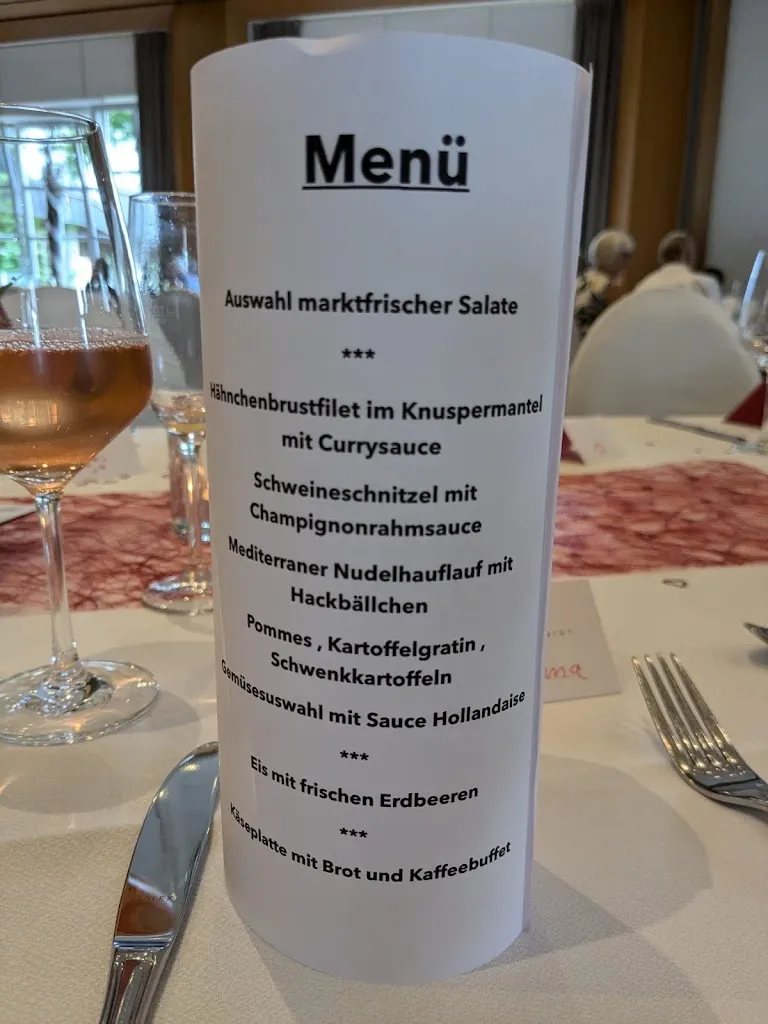 Menü
Auswahl marktfrischer Salate
***
Hähnchenbrustfilet im Knuspermantel
mit Currysauce
Schweineschnitzel mit
Champignonrahmsauce
Mediterraner Nudelhauflauf mit
Hackbällchen
Pommes , Kartoffelgratin ,
Schwenkkartoffeln
Gemüsesuswahl mit Sauce Hollandaise
***
Eis mit frischen Erdbeeren
***
Käseplatte mit Brot und Kaffeebuffet